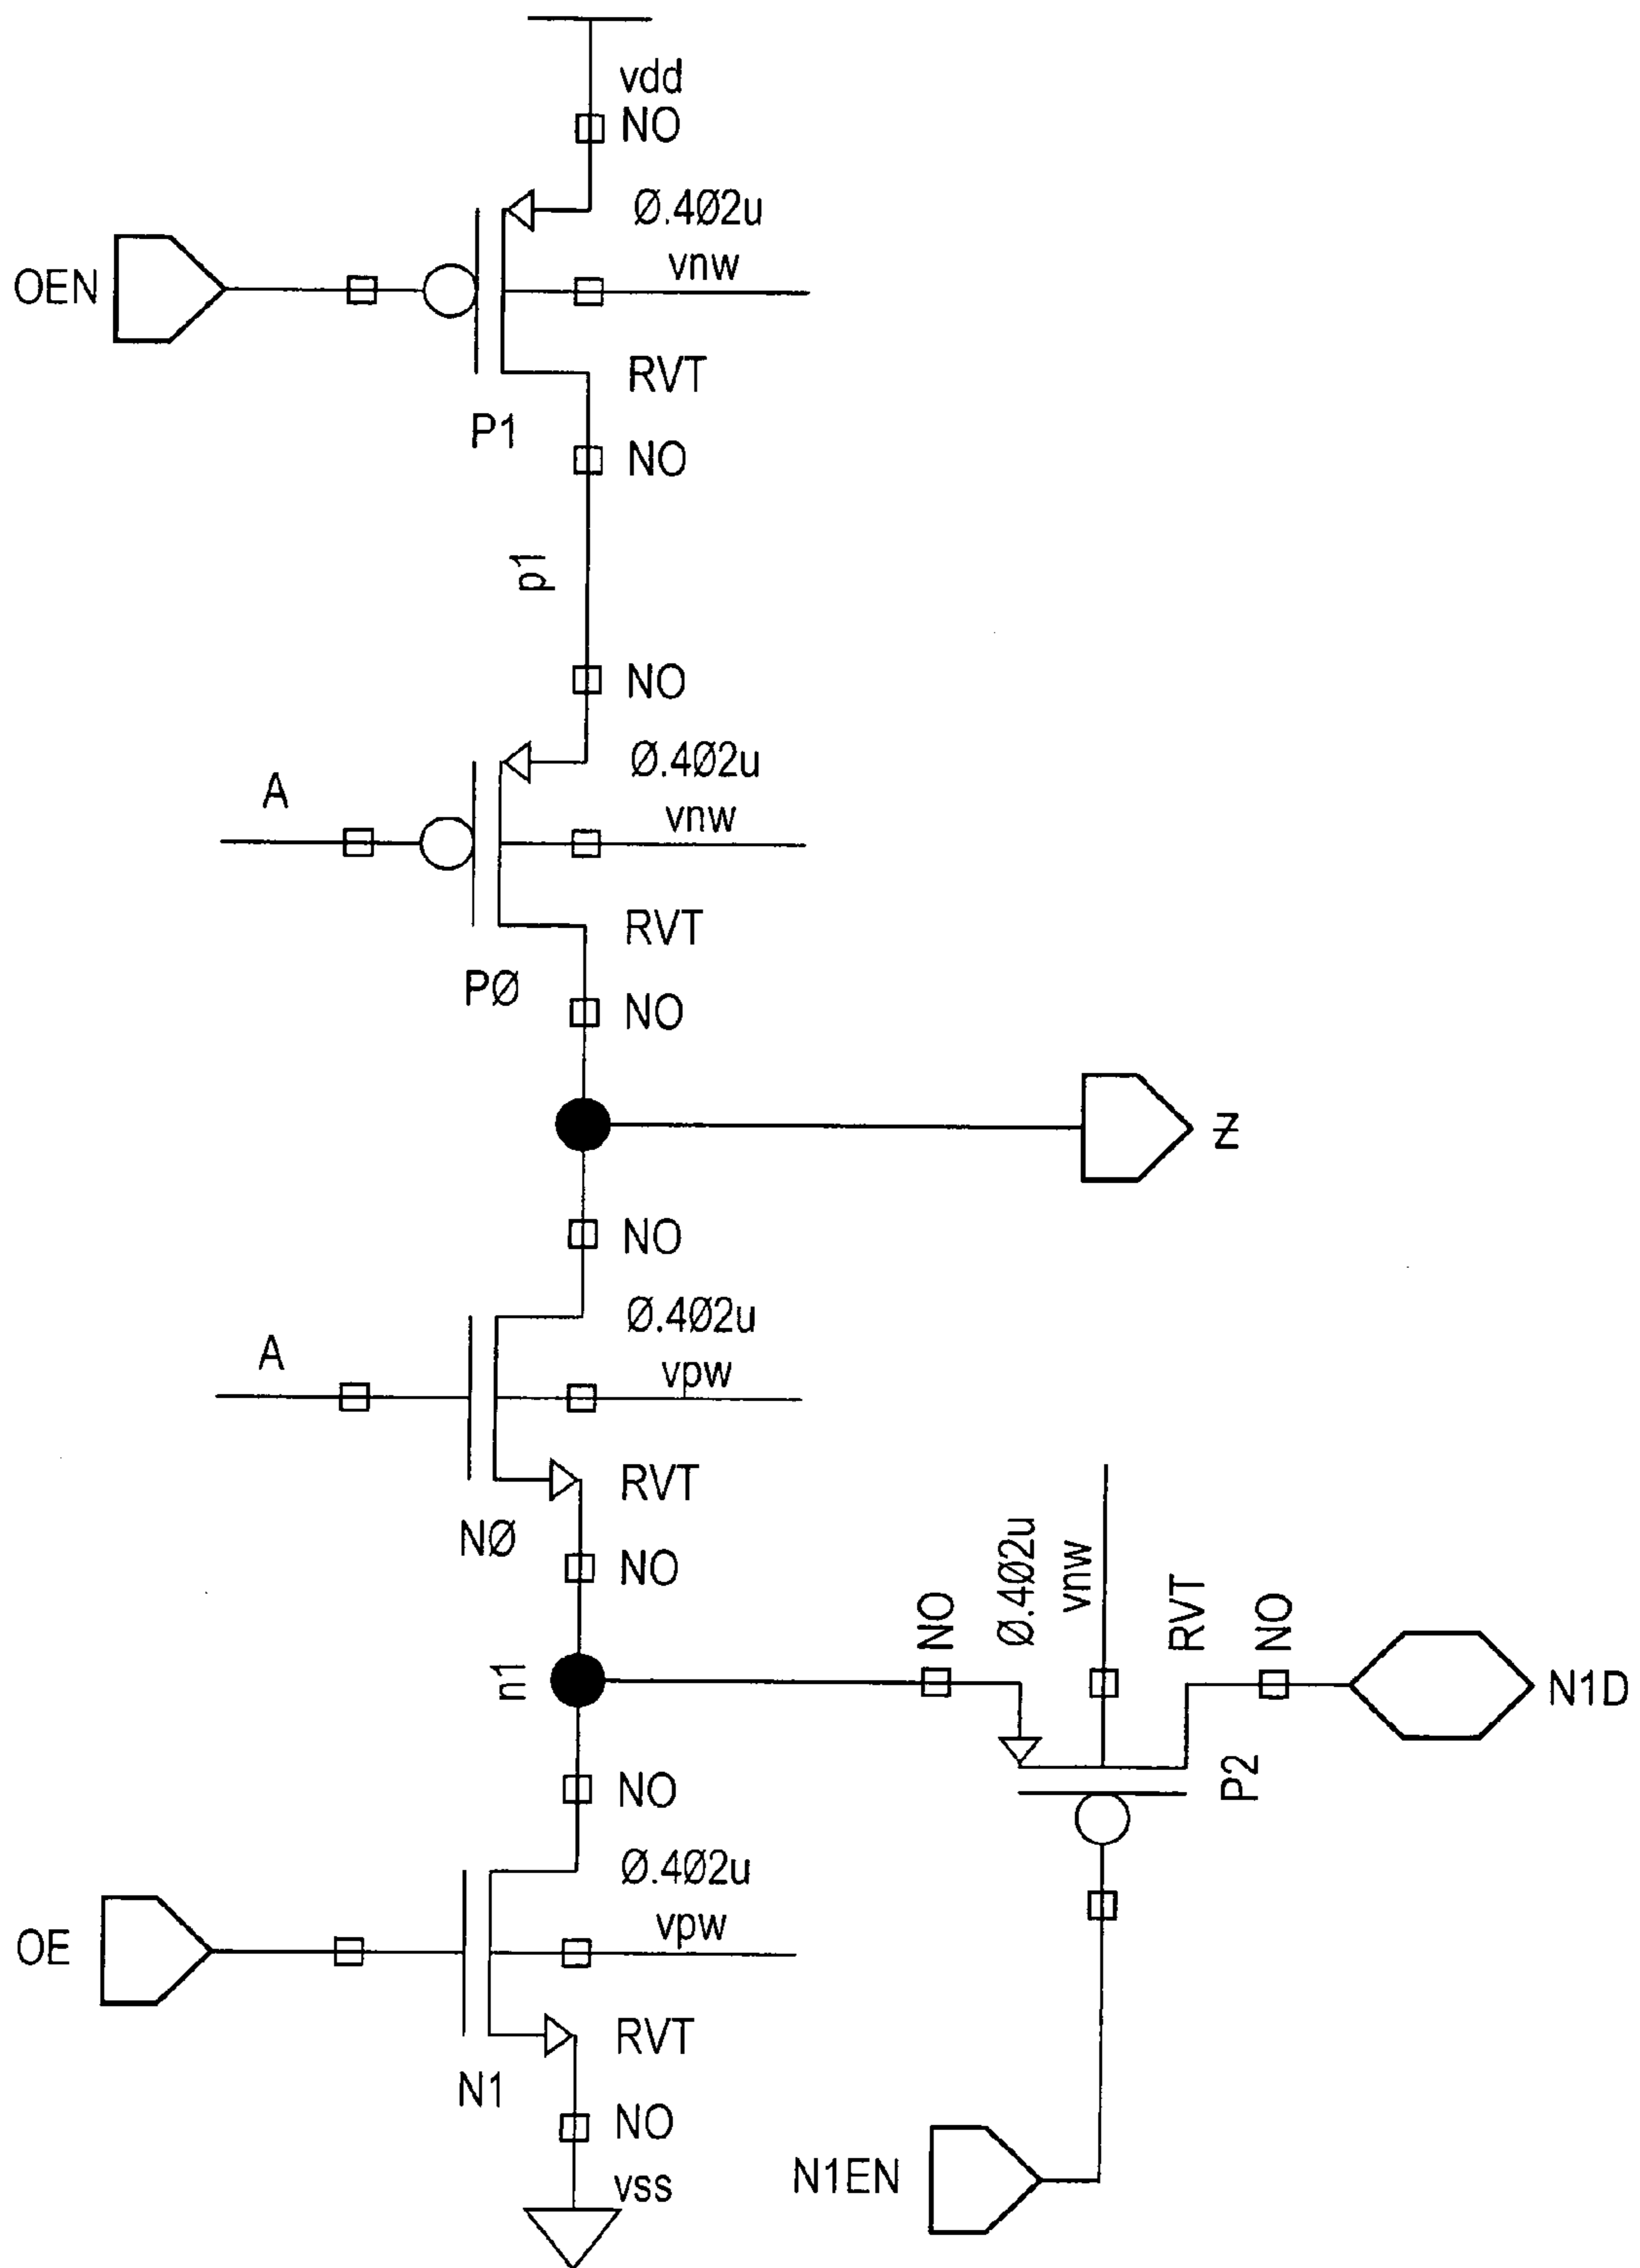 vdd
NO
Ø.4Ø2u
OEN
vnw
RVT
P1
NO
p1
NO
Ø.4Ø2u
A
vnw
RVT
PØ
NO
Z
NO
Ø.4Ø2u
A
vpw
RVT
NØ
NO
n1
NO
Ø.4Ø2u
vnw
RVT
NO
N1D
P2
NO
Ø.4Ø2u
OE
vpw
RVT
N1
NO
vss
N1EN